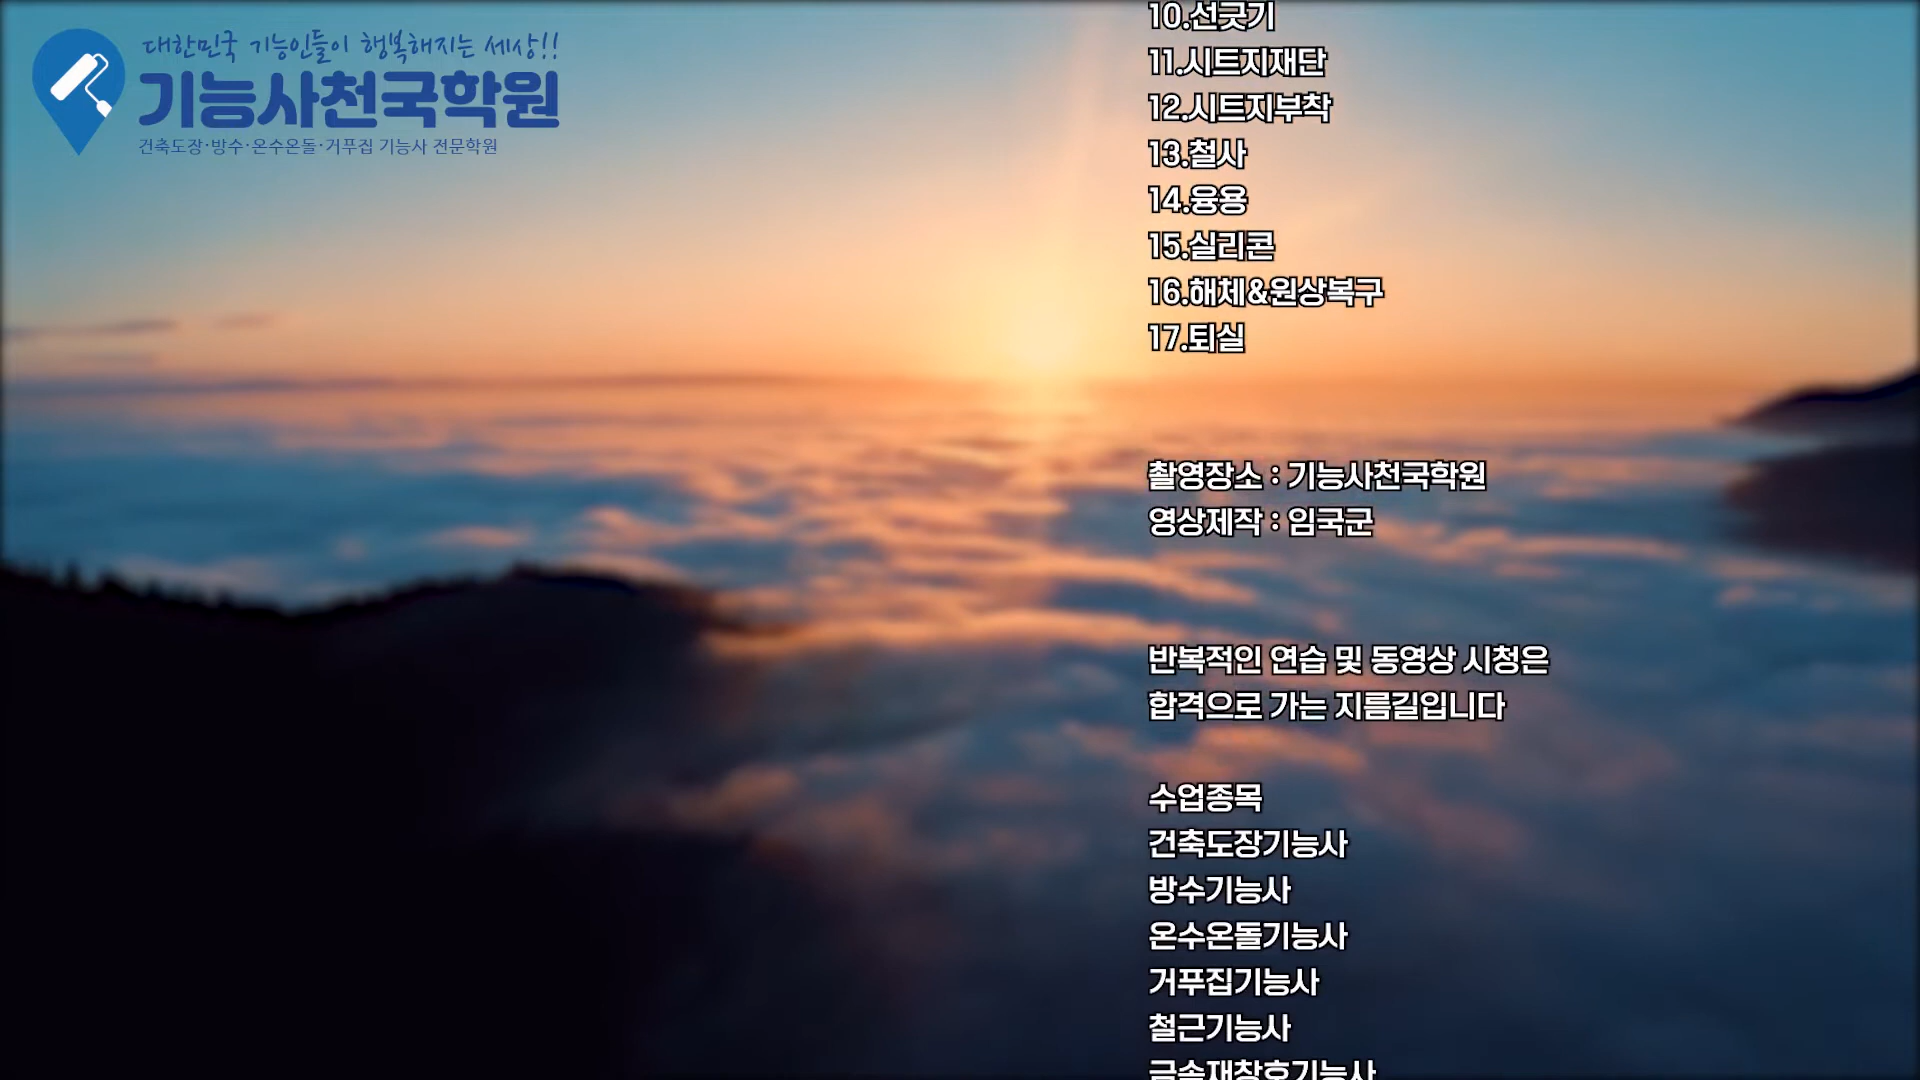 대한민국 기능인들이 행복해지는 세상!!
기능사천국학원
건축도장·방수·온수온돌·거푸집 기능사 전문학원
10.선긋기
11.시트지재단
12.시트지부착
13.철사
14.융용
15.실리콘
16.해체&원상복구
17.퇴실
촬영장소 : 기능사천국학원
영상제작 : 임국군
반복적인 연습 및 동영상 시청은
합격으로 가는 지름길입니다
수업종목
건축도장기능사
방수기능사
온수온돌기능사
거푸집기능사
철근기능사
금속재창호기능사